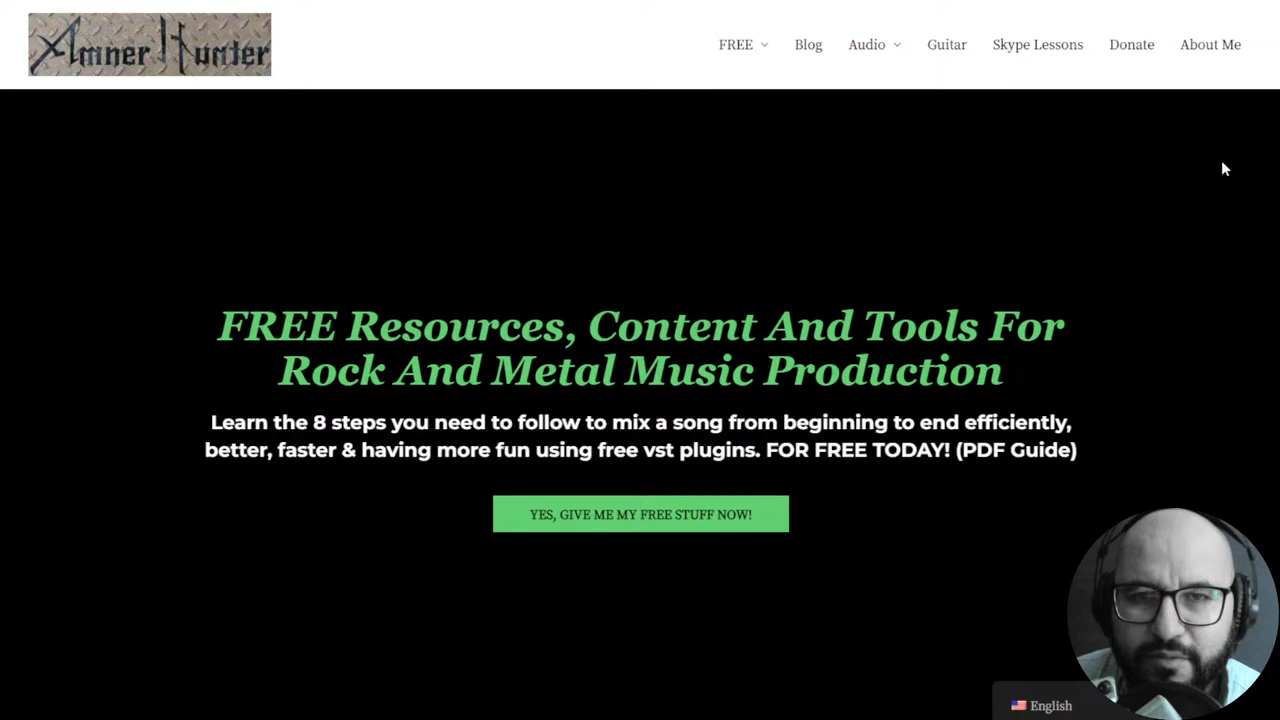 Amner Hunter
FREE
Blog
Audio
Guitar
Skype Lessons
Donate
About Me
FREE Resources, Content And Tools For
Rock And Metal Music Production
Learn the 8 steps you need to follow to mix a song from beginning to end efficiently,
better, faster & having more fun using free vst plugins. FOR FREE TODAY! (PDF Guide)
YES, GIVE ME MY FREE STUFF NOW!
English